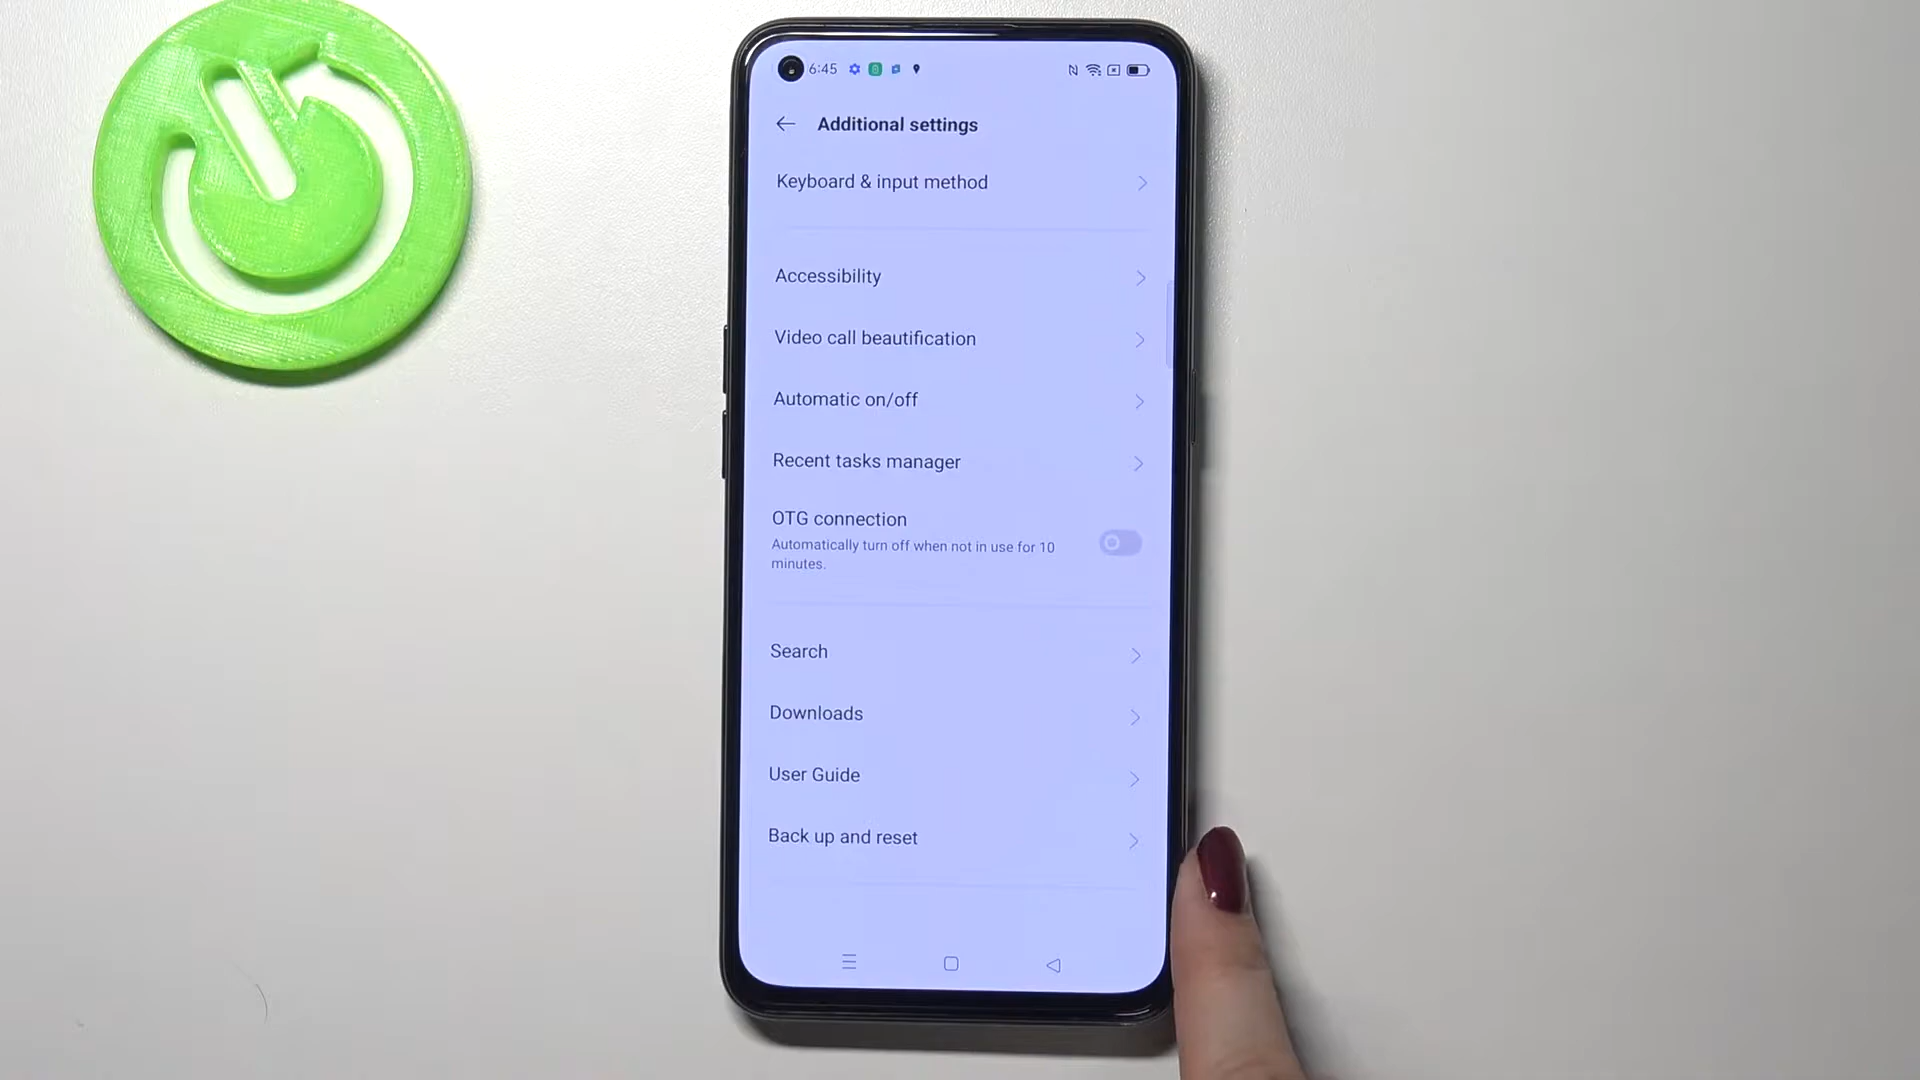 6:45
Additional settings
Keyboard & input method
Accessibility
Video call beautification
Automatic on/off
Recent tasks manager
OTG connection
Automatically turn off when not in use for 10
minutes.
Search
Downloads
User Guide
Back up and reset